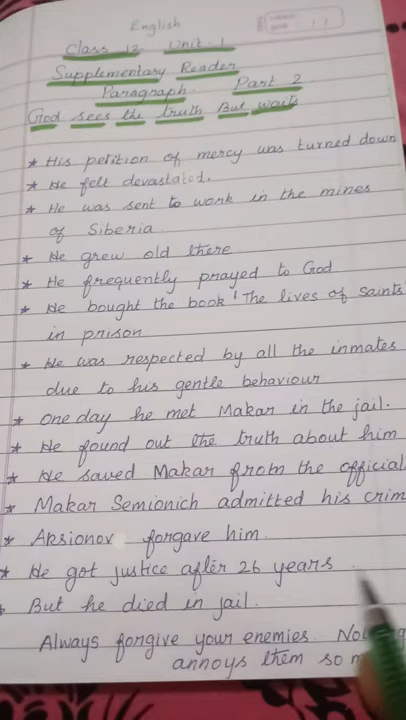 English
Class 12 Unit-1
Supplementary Reader
Paragraph Part 2
God sees the truth But waits
* His petition of mercy was turned down
* He felt devastated.
* He was sent to work in the mines
of Siberia
* He grew old there
* He frequently prayed to God
* He bought the book 'The lives of Saints'
in prison
* He was respected by all the inmates
due to his gentle behaviour
* One day he met Makar in the jail.
* He found out the truth about him
* He saved Makar from the official
* Makar Semionich admitted his crim
* Aksionov forgave him.
* He got justice after 26 years
* But he died in jail.
Always forgive your enemies.
annoys them so